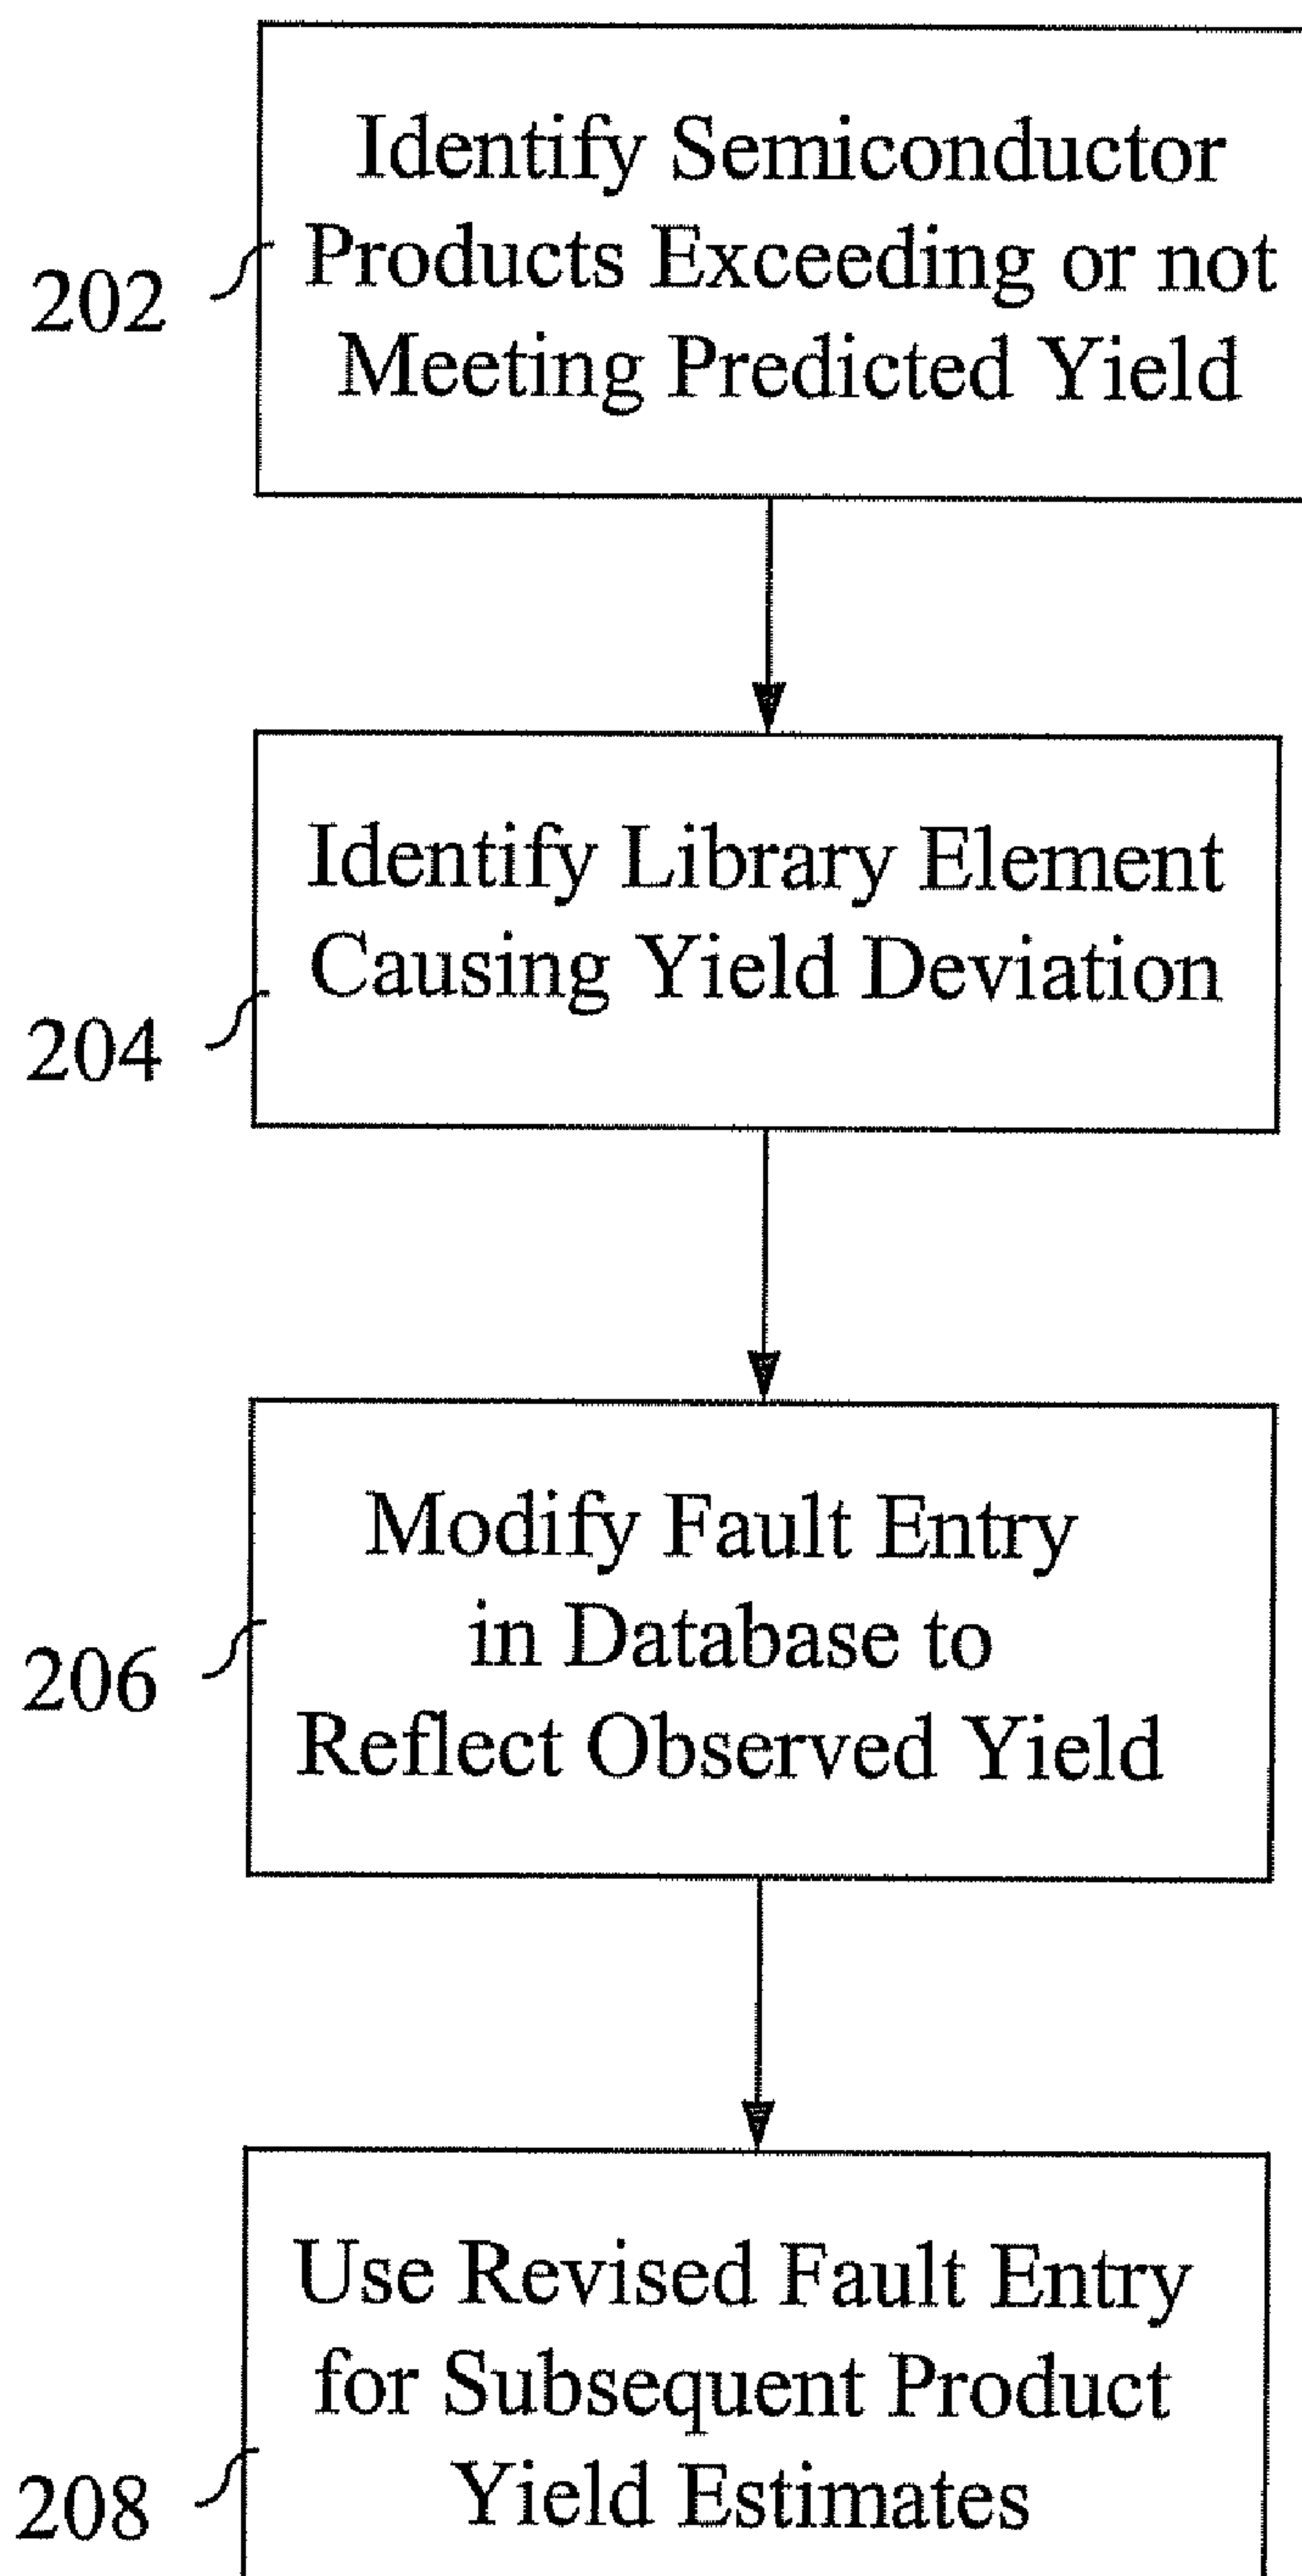 Identify Semiconductor
Products Exceeding or not
Meeting Predicted Yield
202
Identify Library Element
Causing Yield Deviation
204
Modify Fault Entry
in Database to
Reflect Observed Yield
206
Use Revised Fault Entry
for Subsequent Product
Yield Estimates
208